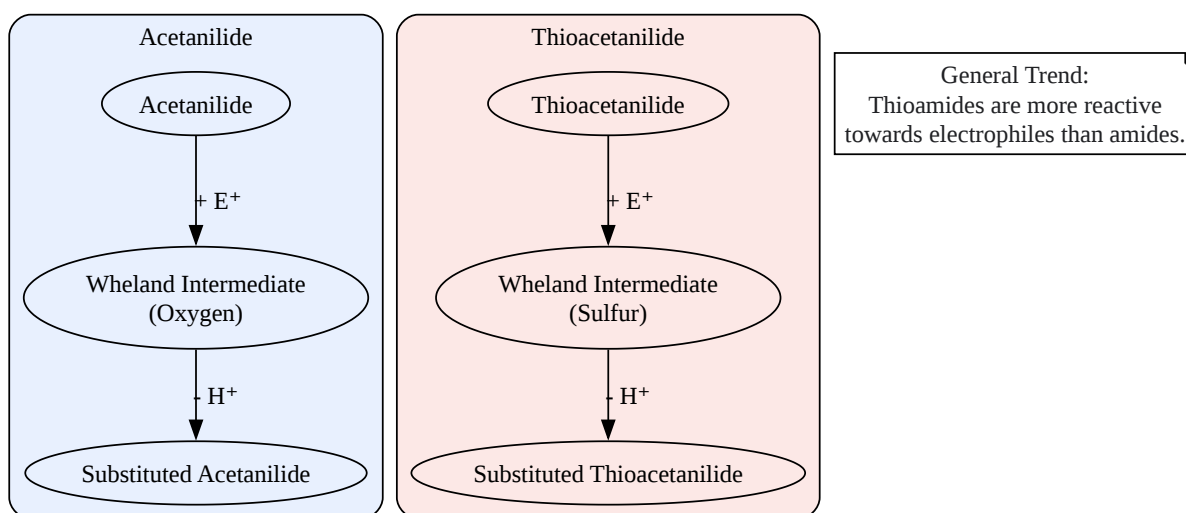 Acetanilide
Acetanilide
+ E⁺
Wheland Intermediate
(Oxygen)
- H⁺
Substituted Acetanilide
Thioacetanilide
Thioacetanilide
+ E⁺
Wheland Intermediate
(Sulfur)
- H⁺
Substituted Thioacetanilide
General Trend:
Thioamides are more reactive
towards electrophiles than amides.